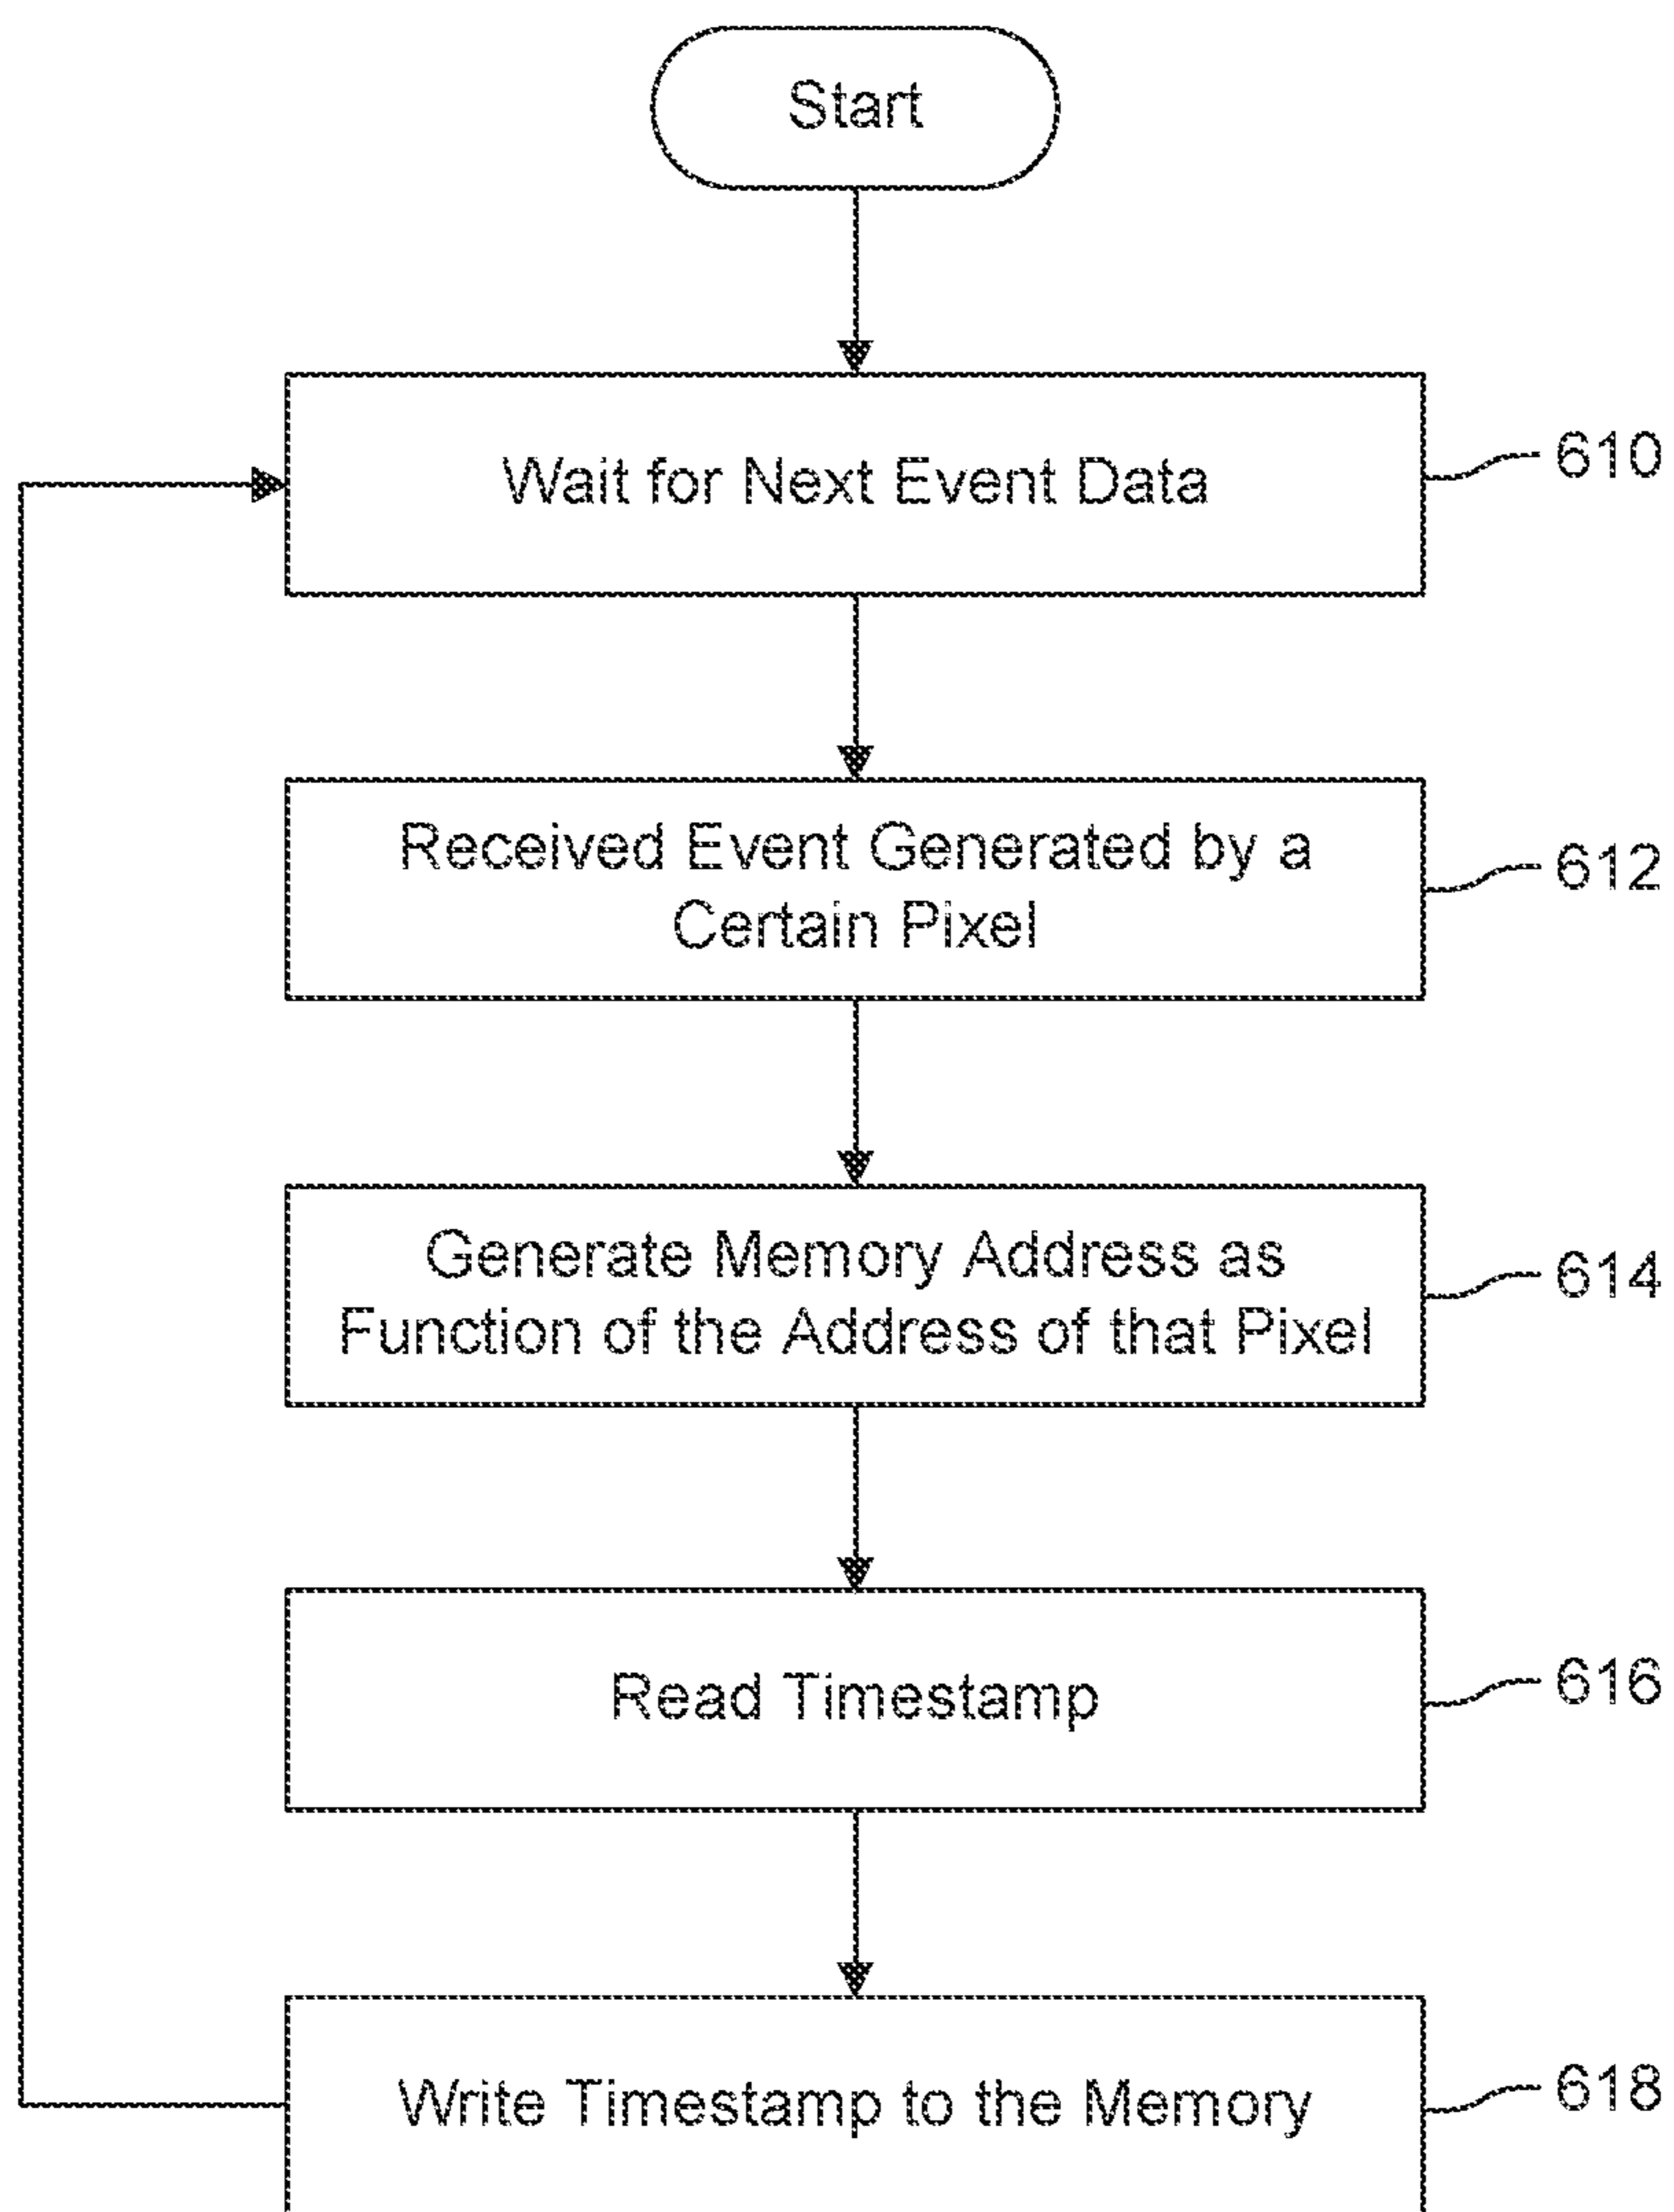 Start
Wait for Next Event Data
610
Received Event Generated by a
Certain Pixel
612
Generate Memory Address as
Function of the Address of that Pixel
614
Read Timestamp
616
Write Timestamp to the Memory
618